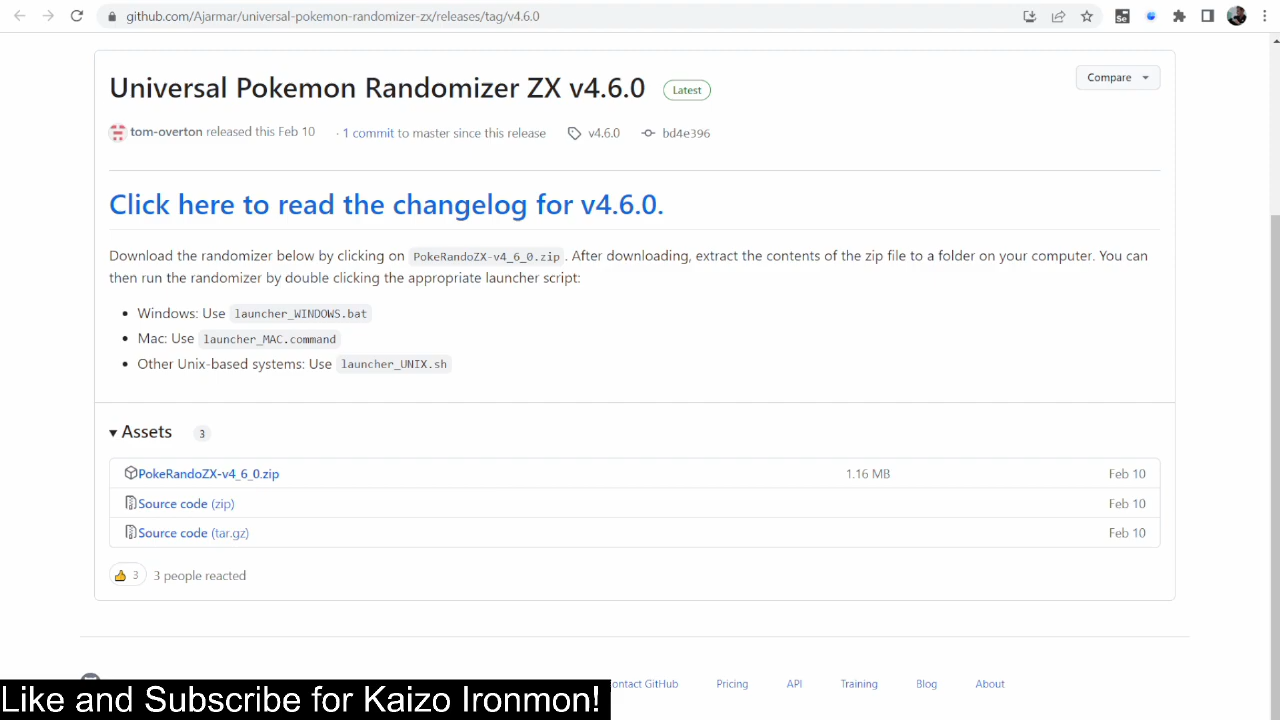 github.com/Ajarmar/universal-pokemon-randomizer-zx/releases/tag/v4.6.0
Se
Universal Pokemon Randomizer ZX v4.6.0 Latest
Compare
tom-overton released this Feb 10 · 1 commit to master since this release v4.6.0 bd4e396
Click here to read the changelog for v4.6.0.
Download the randomizer below by clicking on PokeRandoZX-v4_6_0.zip. After downloading, extract the contents of the zip file to a folder on your computer. You can
then run the randomizer by double clicking the appropriate launcher script:
• Windows: Use launcher_WINDOWS.bat
• Mac: Use launcher_MAC.command
• Other Unix-based systems: Use launcher_UNIX.sh
Assets 3
PokeRandoZX-v4_6_0.zip 1.16 MB Feb 10
Source code (zip) Feb 10
Source code (tar.gz) Feb 10
👍 3 3 people reacted
ontact GitHub Pricing API Training Blog About
Like and Subscribe for Kaizo Ironmon!